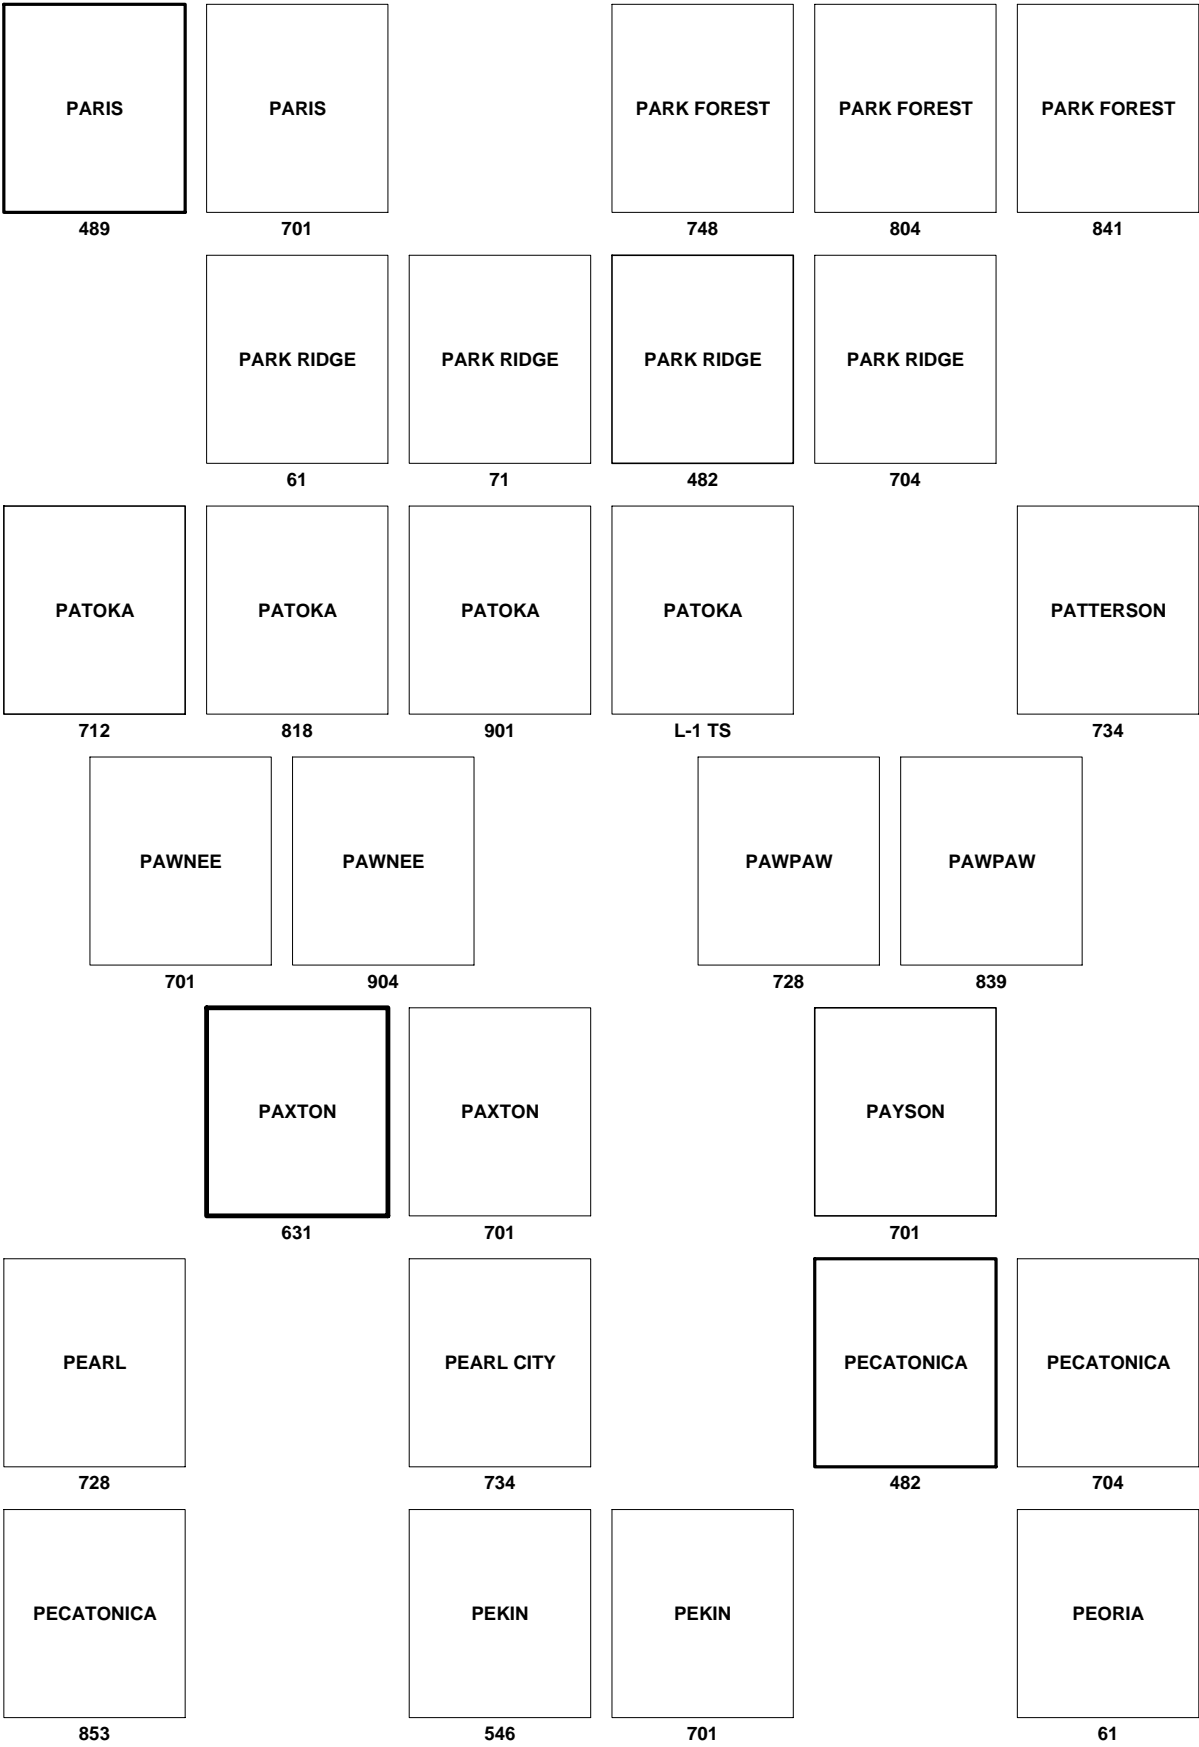 PARIS PARIS PARK FOREST PARK FOREST PARK FOREST
489 701 748 804 841
PARK RIDGE PARK RIDGE PARK RIDGE PARK RIDGE
61 71 482 704
PATOKA PATOKA PATOKA PATOKA PATTERSON
712 818 901 L-1 TS 734
PAWNEE PAWNEE PAWPAW PAWPAW
701 904 728 839
PAXTON PAXTON PAYSON
631 701 701
PEARL PEARL CITY PECATONICA PECATONICA
728 734 482 704
PECATONICA PEKIN PEKIN PEORIA
853 546 701 61